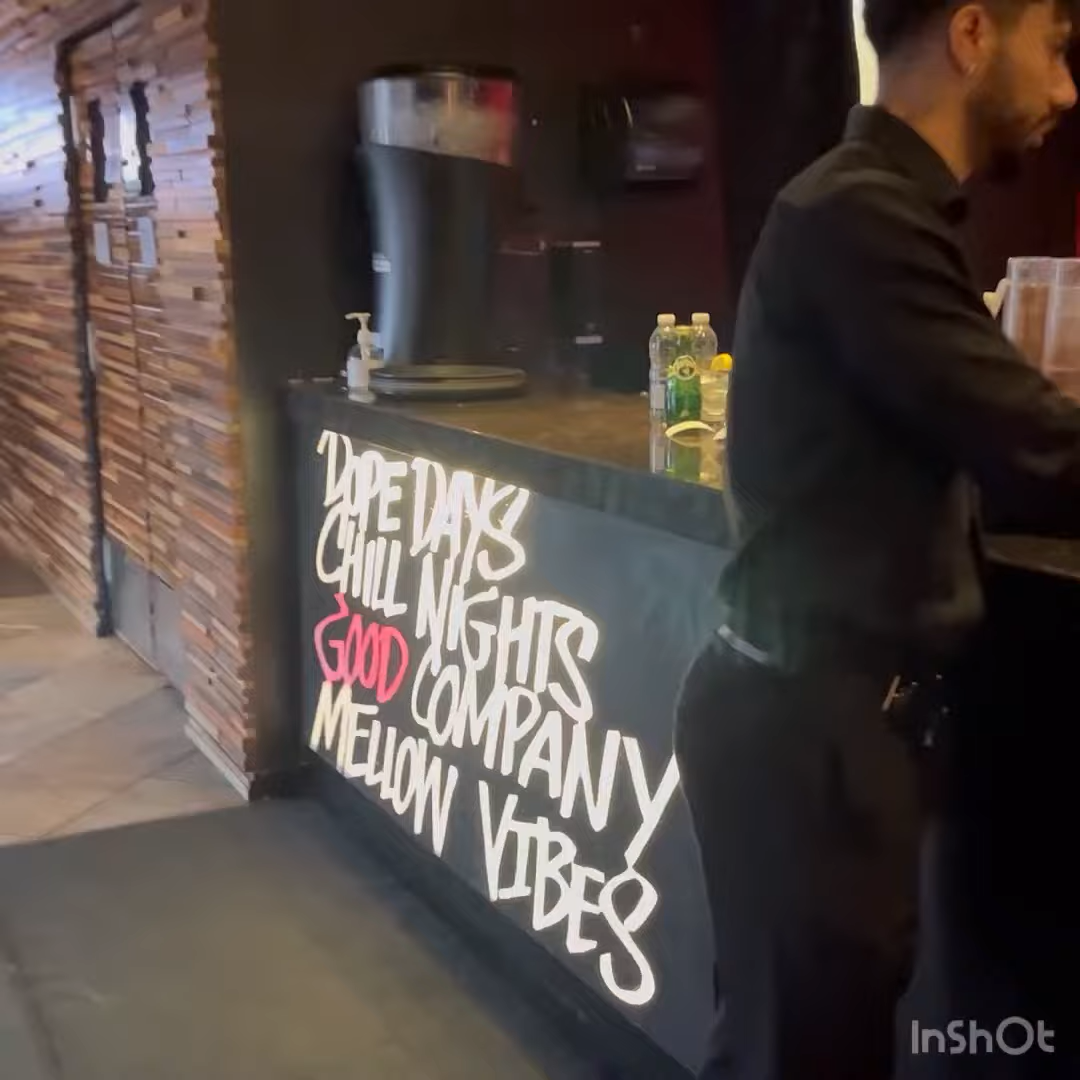 DOPE DAYS
CHILL NIGHTS
GOOD COMPANY
MELLOW VIBES
InShOt